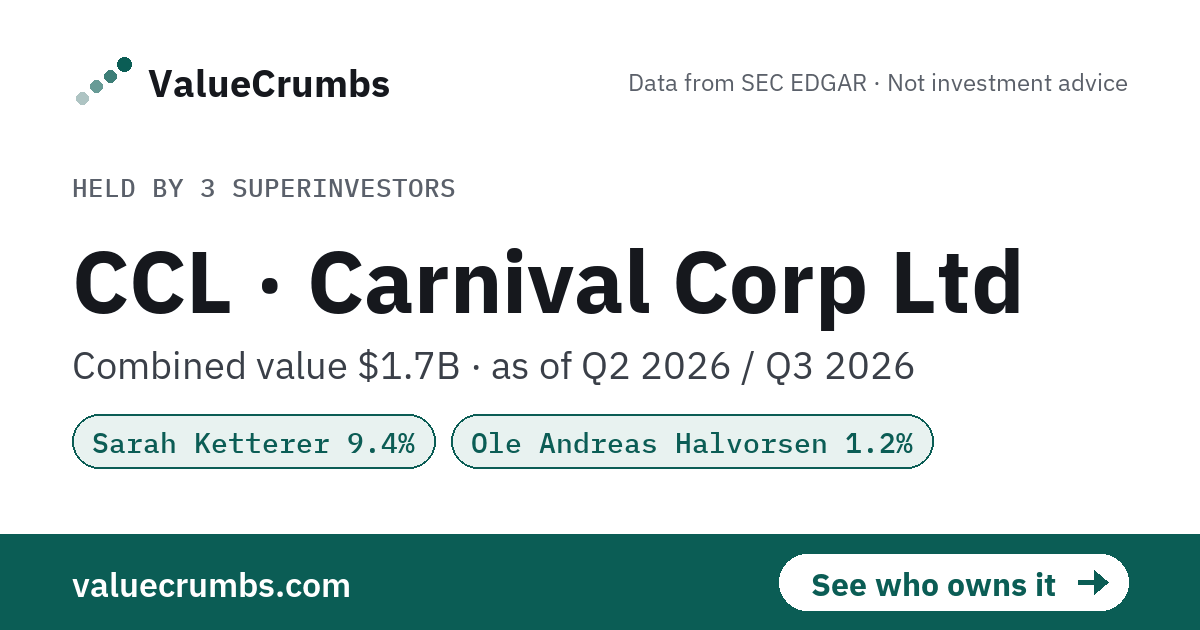 ValueCrumbs
Data from SEC EDGAR · Not investment advice
HELD BY 3 SUPERINVESTORS
CCL · Carnival Corp Ltd
Combined value $1.7B · as of Q2 2026 / Q3 2026
Sarah Ketterer 9.4%
Ole Andreas Halvorsen 1.2%
valuecrumbs.com
See who owns it →